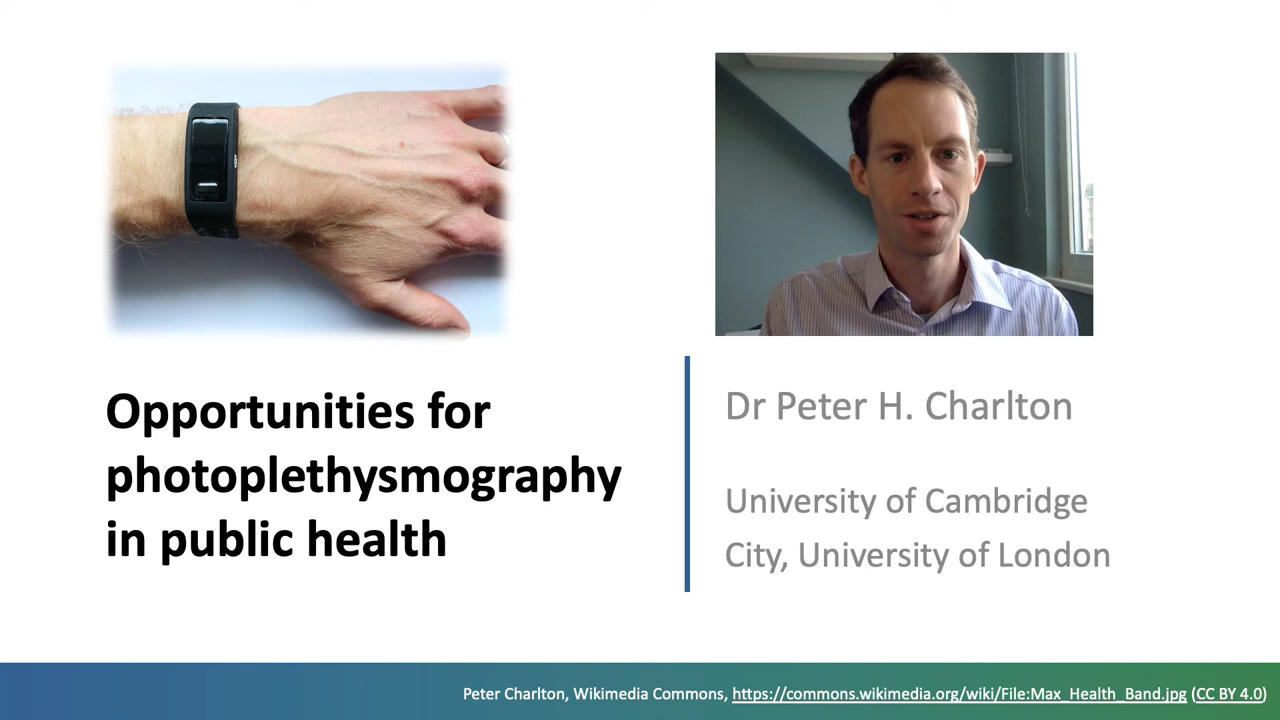 Opportunities for
photoplethysmography
in public health
Dr Peter H. Charlton
University of Cambridge
City, University of London
Peter Charlton, Wikimedia Commons, https://commons.wikimedia.org/wiki/File:Max_Health_Band.jpg (CC BY 4.0)